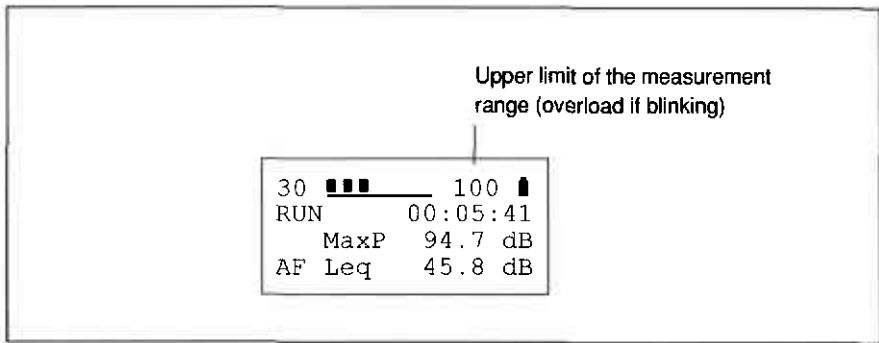 Upper limit of the measurement
range (overload if blinking)
30 100
RUN 00:05:41
MaxP 94.7 dB
AF Leq 45.8 dB